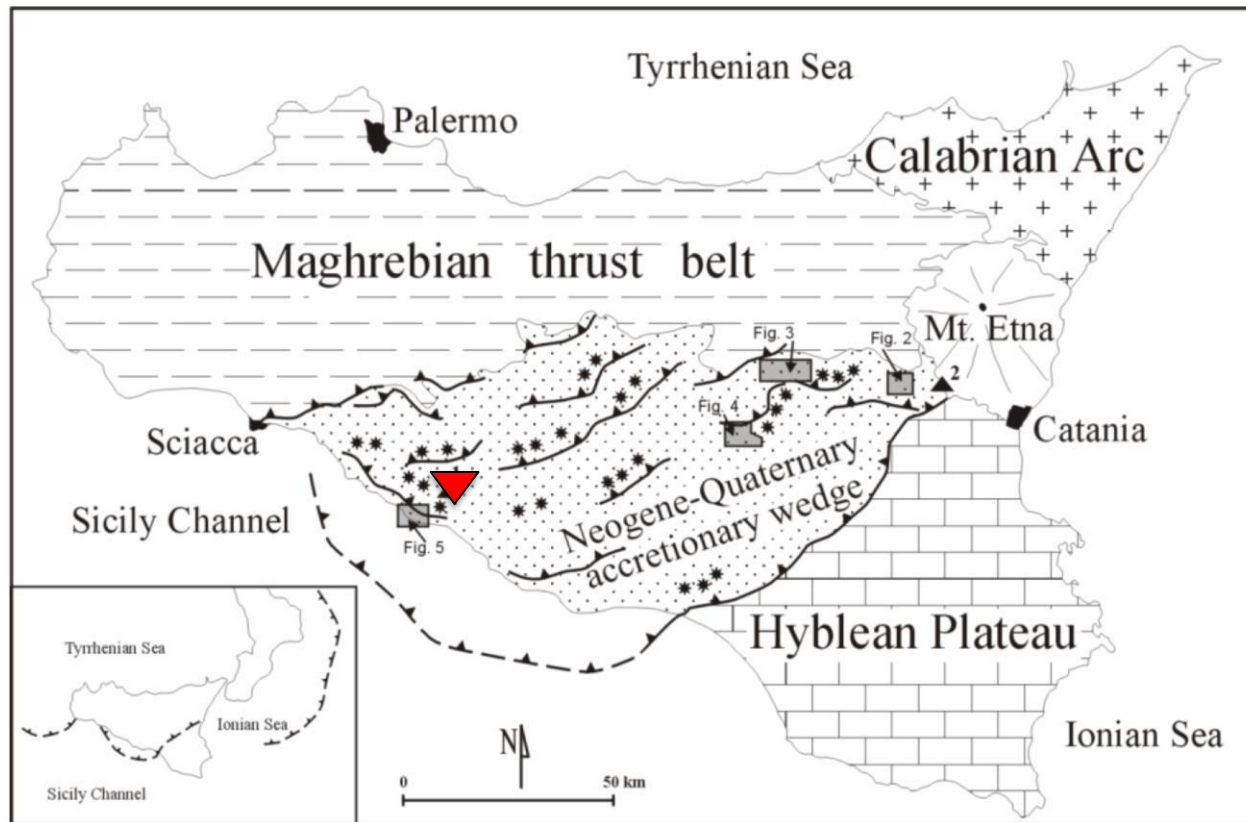 Tyrrhenian Sea
Palermo
Calabrian Arc
Maghrebian thrust belt
Mt. Etna
Fig. 3
Fig. 2
2
Fig. 4
Sciacca
Catania
Neogene-Quaternary
accretionary wedge
Sicily Channel
Fig. 5
Hyblean Plateau
Tyrrhenian Sea
Ionian Sea
Sicily Channel
N
0
50 km
Ionian Sea